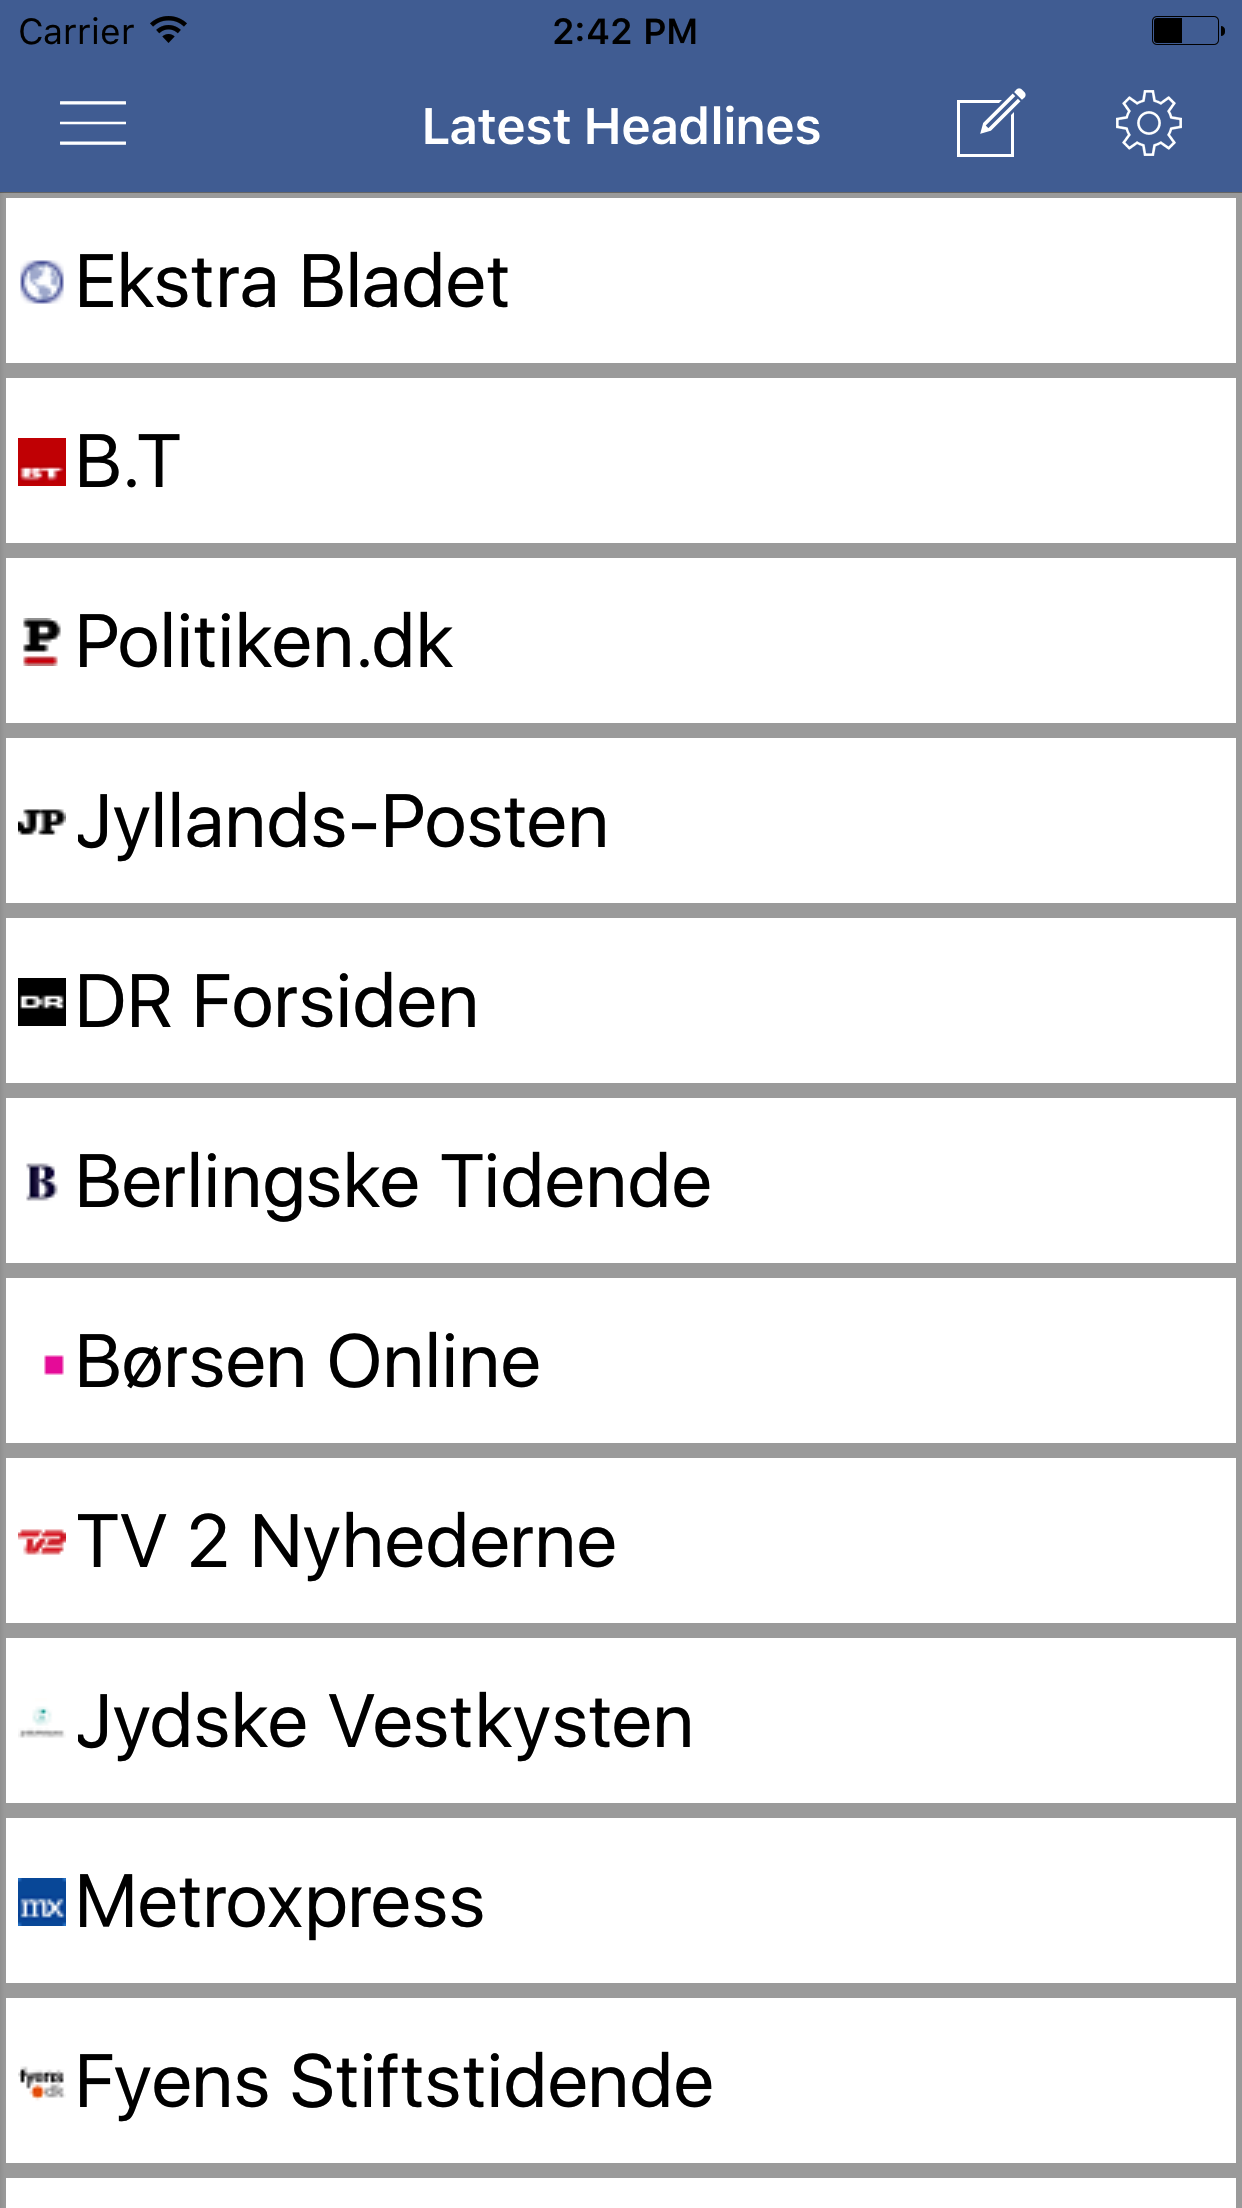 Carrier 2:42 PM
Latest Headlines
Ekstra Bladet
BT B.T
P Politiken.dk
JP Jyllands-Posten
DR DR Forsiden
B Berlingske Tidende
Børsen Online
TV2 TV 2 Nyhederne
Jydske Vestkysten
mx Metroxpress
fyens dk Fyens Stiftstidende